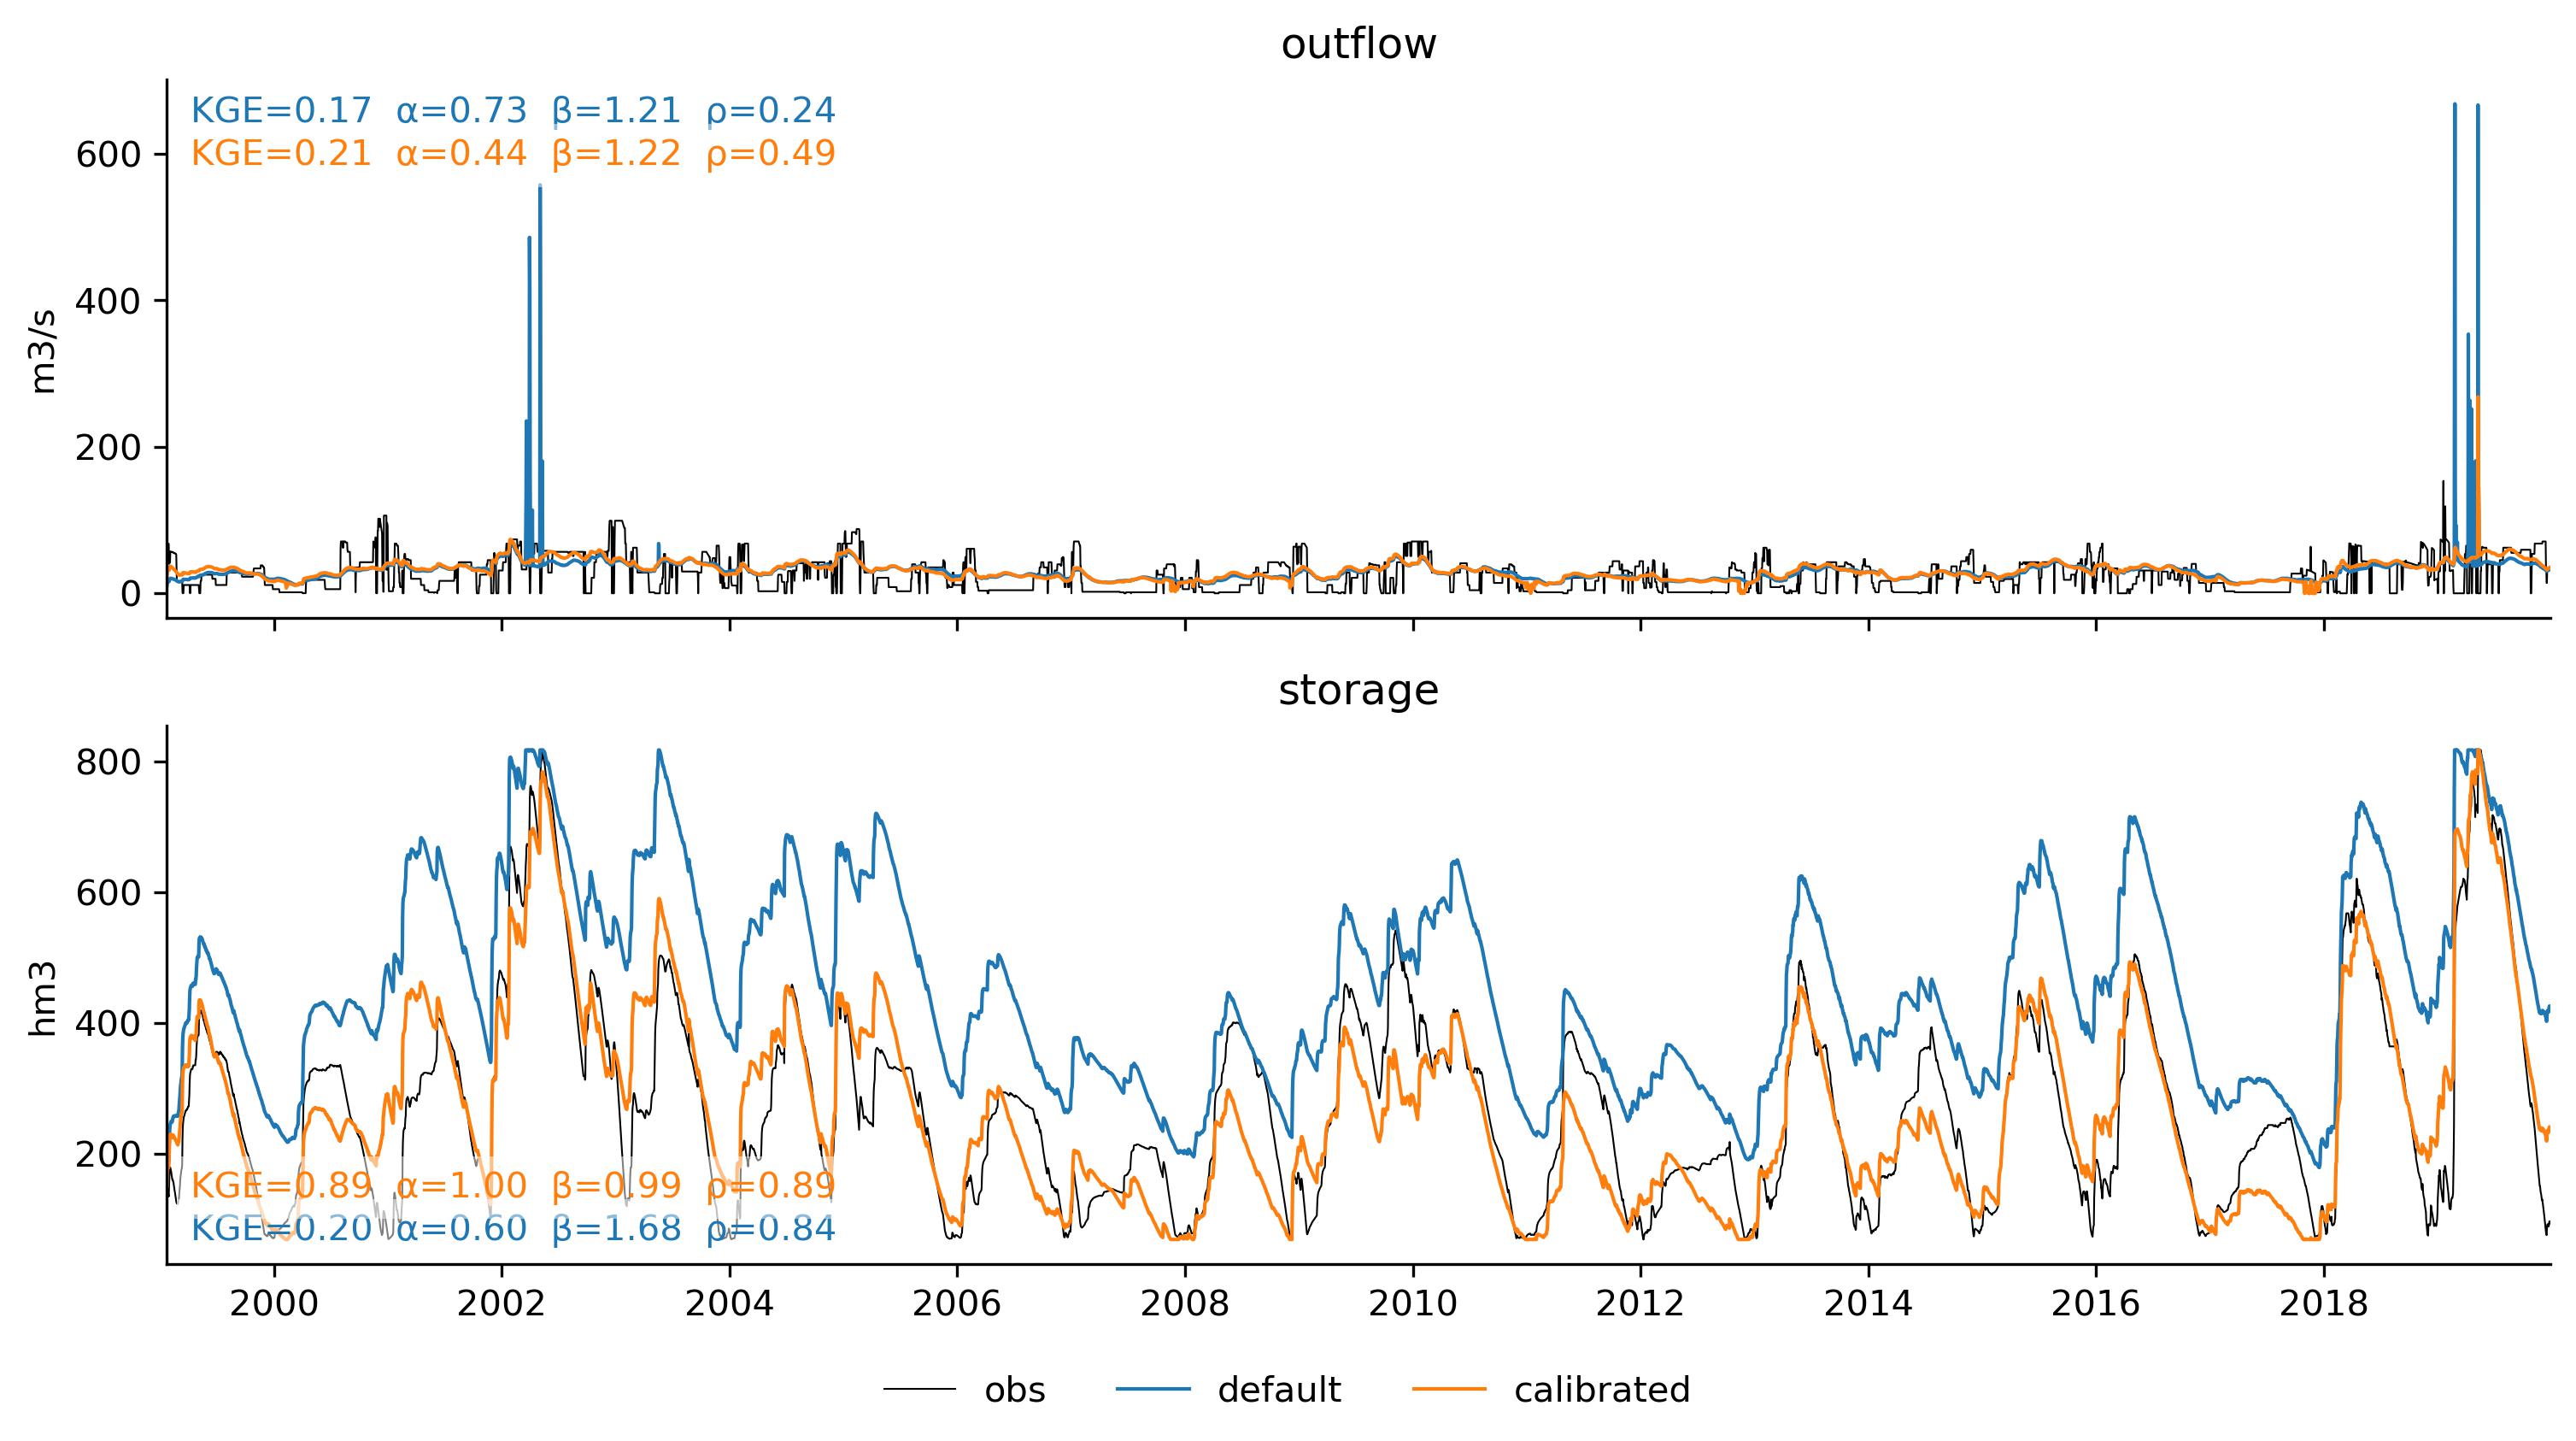 outflow
KGE=0.17 α=0.73 β=1.21 ρ=0.24
KGE=0.21 α=0.44 β=1.22 ρ=0.49
600
400
200
0
m3/s
storage
800
600
400
200
hm3
KGE=0.89 α=1.00 β=0.99 ρ=0.89
KGE=0.20 α=0.60 β=1.68 ρ=0.84
2000 2002 2004 2006 2008 2010 2012 2014 2016 2018
obs default calibrated